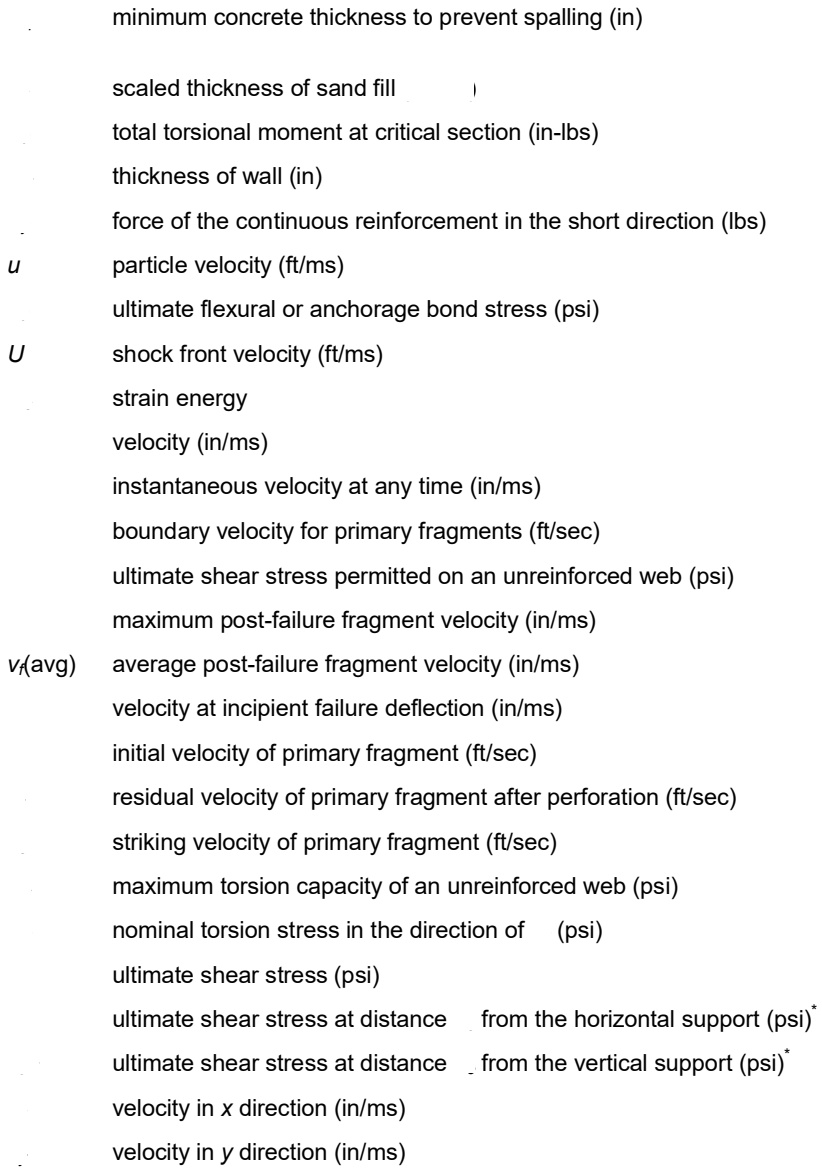 minimum concrete thickness to prevent spalling (in)
scaled thickness of sand fill )
total torsional moment at critical section (in-lbs)
thickness of wall (in)
force of the continuous reinforcement in the short direction (lbs)
u particle velocity (ft/ms)
ultimate flexural or anchorage bond stress (psi)
U shock front velocity (ft/ms)
strain energy
velocity (in/ms)
instantaneous velocity at any time (in/ms)
boundary velocity for primary fragments (ft/sec)
ultimate shear stress permitted on an unreinforced web (psi)
maximum post-failure fragment velocity (in/ms)
vf(avg) average post-failure fragment velocity (in/ms)
velocity at incipient failure deflection (in/ms)
initial velocity of primary fragment (ft/sec)
residual velocity of primary fragment after perforation (ft/sec)
striking velocity of primary fragment (ft/sec)
maximum torsion capacity of an unreinforced web (psi)
nominal torsion stress in the direction of (psi)
ultimate shear stress (psi)
ultimate shear stress at distance from the horizontal support (psi)*
ultimate shear stress at distance from the vertical support (psi)*
velocity in x direction (in/ms)
velocity in y direction (in/ms)